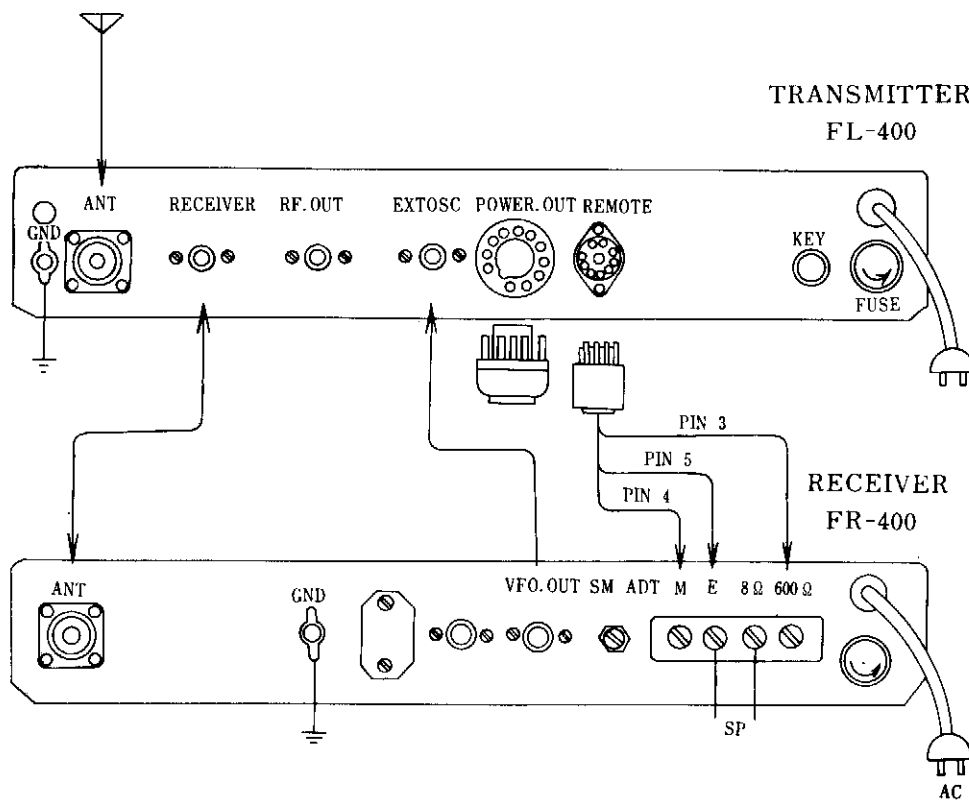 TRANSMITTER
FL-400
ANT
RECEIVER
RF.OUT
EXTOSC
POWER.OUT
REMOTE
GND
KEY
FUSE
PIN 3
PIN 5
PIN 4
RECEIVER
FR-400
ANT
GND
VFO.OUT
SM ADT
M
E
8Ω
600Ω
SP
AC